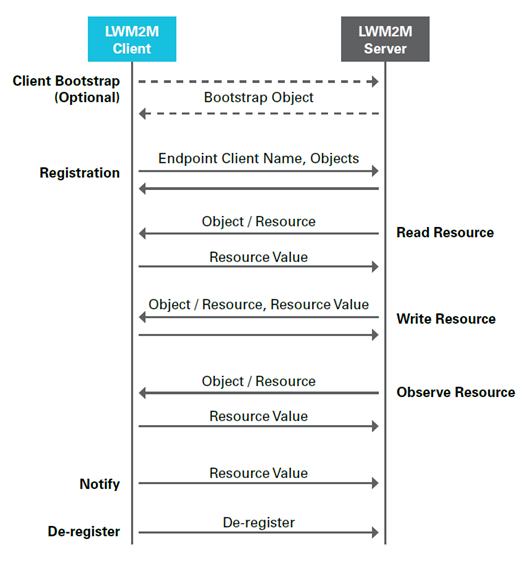 LWM2M
Client
LWM2M
Server
Client Bootstrap
(Optional)
Bootstrap Object
Endpoint Client Name, Objects
Registration
Object / Resource
Read Resource
Resource Value
Object / Resource, Resource Value
Write Resource
Object / Resource
Observe Resource
Resource Value
Resource Value
Notify
De-register
De-register